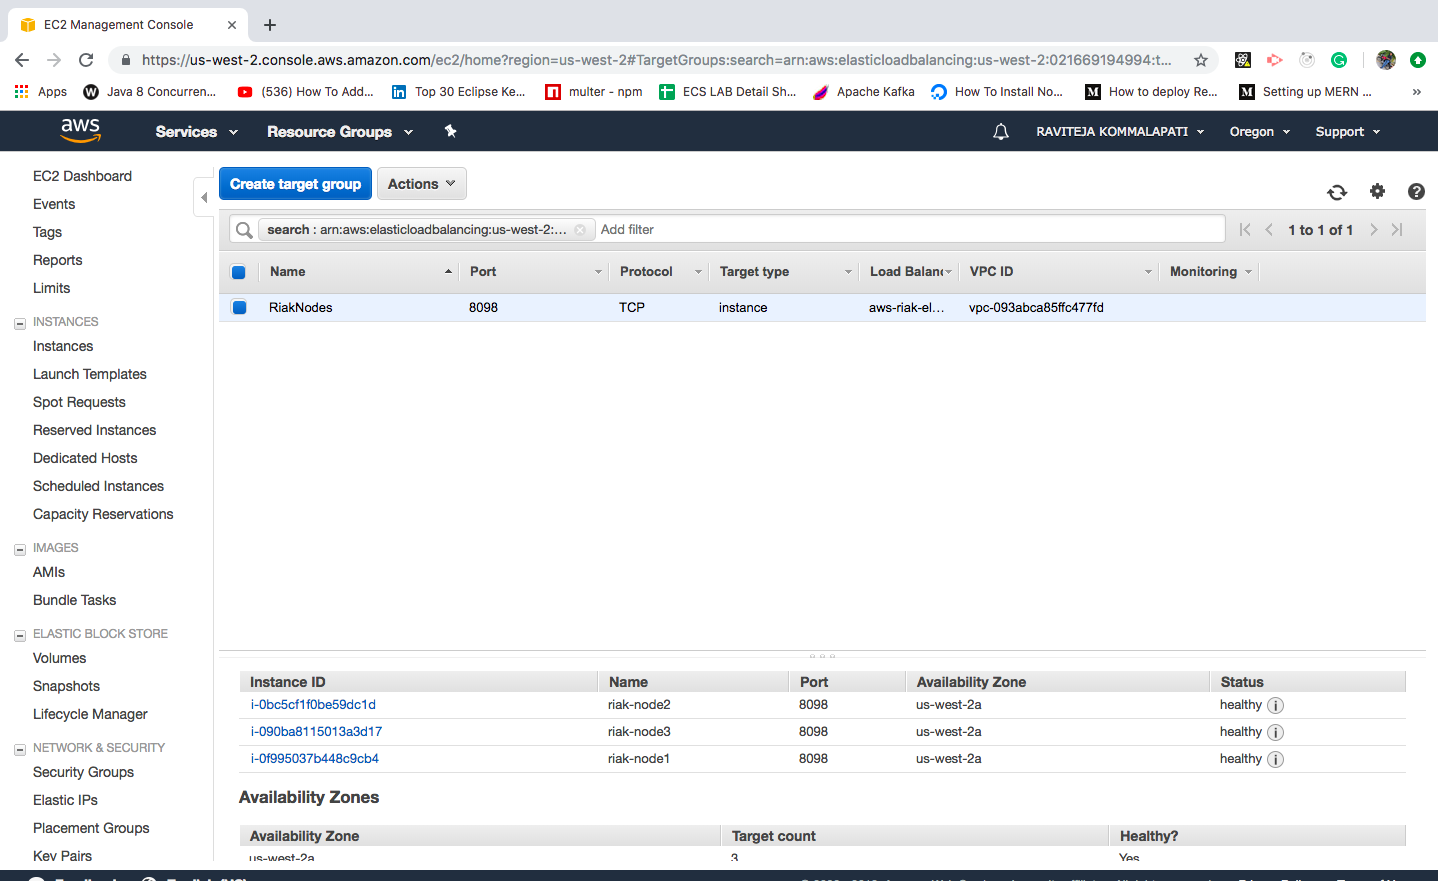 EC2 Management Console
https://us-west-2.console.aws.amazon.com/ec2/home?region=us-west-2#TargetGroups:search=arn:aws:elasticloadbalancing:us-west-2:021669194994:t...
Apps Java 8 Concurren... (536) How To Add... Top 30 Eclipse Ke... multer - npm ECS LAB Detail Sh... Apache Kafka How To Install No... How to deploy Re... Setting up MERN ... »
aws Services Resource Groups RAVITEJA KOMMALAPATI Oregon Support
EC2 Dashboard
Events
Tags
Reports
Limits
INSTANCES
Instances
Launch Templates
Spot Requests
Reserved Instances
Dedicated Hosts
Scheduled Instances
Capacity Reservations
IMAGES
AMIs
Bundle Tasks
ELASTIC BLOCK STORE
Volumes
Snapshots
Lifecycle Manager
NETWORK & SECURITY
Security Groups
Elastic IPs
Placement Groups
Key Pairs
Create target group Actions
search : arn:aws:elasticloadbalancing:us-west-2:... Add filter 1 to 1 of 1
Name Port Protocol Target type Load Balanc VPC ID Monitoring
RiakNodes 8098 TCP instance aws-riak-el... vpc-093abca85ffc477fd
Instance ID Name Port Availability Zone Status
i-0bc5cf1f0be59dc1d riak-node2 8098 us-west-2a healthy
i-090ba8115013a3d17 riak-node3 8098 us-west-2a healthy
i-0f995037b448c9cb4 riak-node1 8098 us-west-2a healthy
Availability Zones
Availability Zone Target count Healthy?
us-west-2a 3 Yes